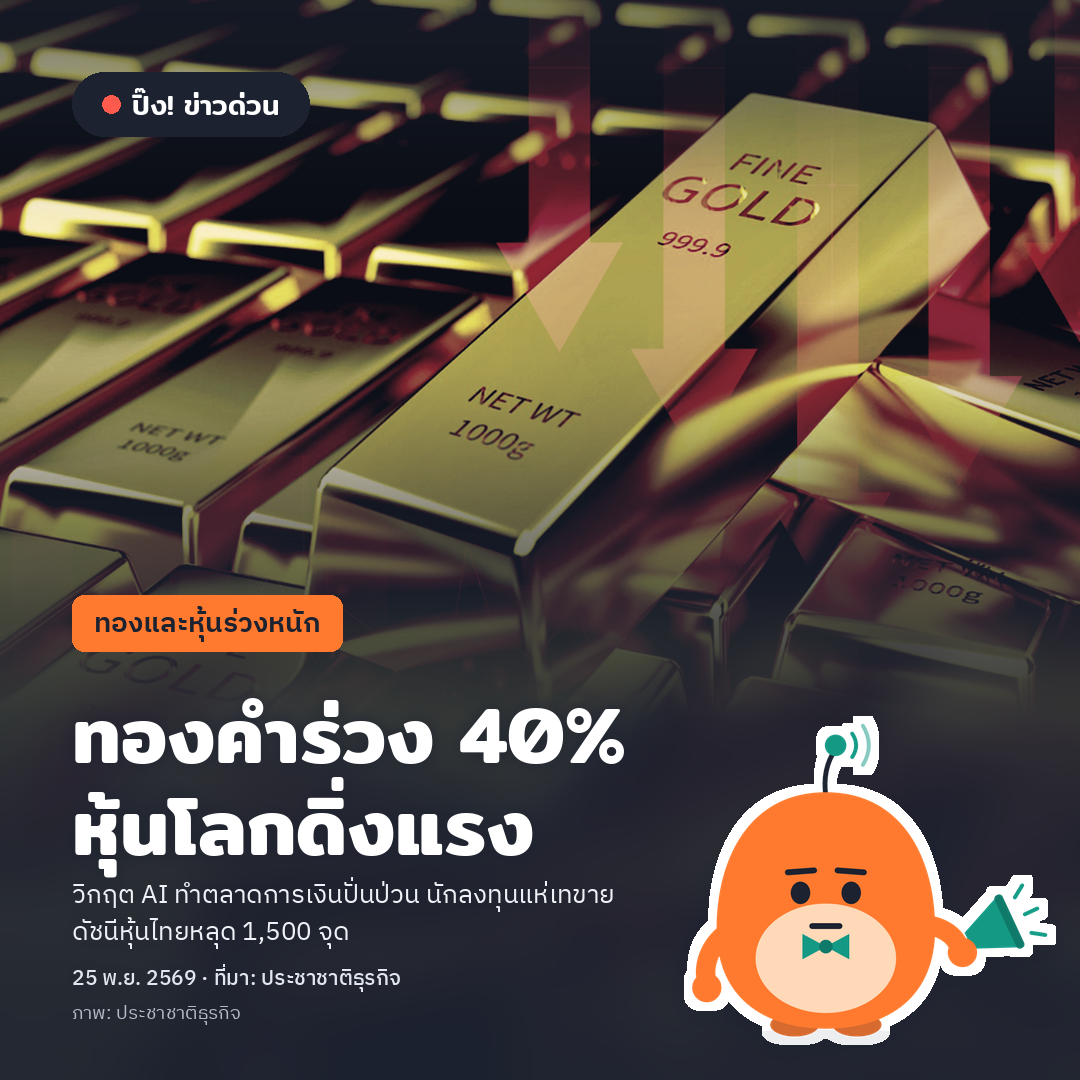 ปิ๊ง! ข่าวด่วน
FINE
GOLD
999.9
NET WT
1000g
NET WT
1000g
NET WT
1000g
ทองและหุ้นร่วงหนัก
GOLD
ทองคำร่วง 40%
หุ้นโลกดิ่งแรง
วิกฤต AI ทำตลาดการเงินปั่นป่วน นักลงทุนแห่เทขาย
ดัชนีหุ้นไทยหลุด 1,500 จุด
25 พ.ย. 2569 · ที่มา: ประชาชาติธุรกิจ
ภาพ: ประชาชาติธุรกิจ